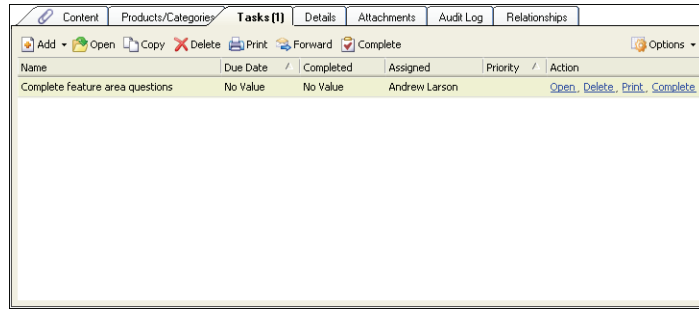 Content Products/Categories Tasks (1) Details Attachments Audit Log Relationships
Add Open Copy Delete Print Forward Complete Options
Name Due Date Completed Assigned Priority Action
Complete feature area questions No Value No Value Andrew Larson Open, Delete, Print, Complete